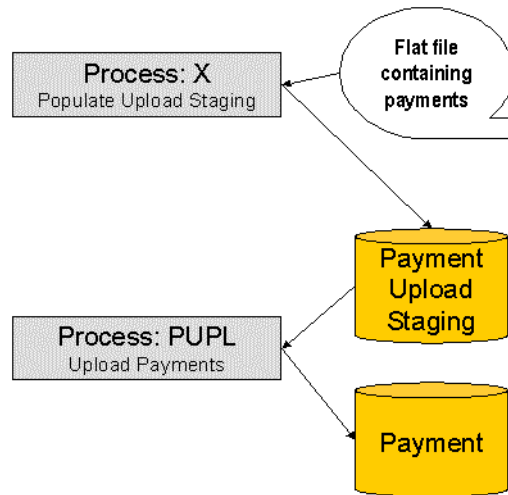 Process: X
Populate Upload Staging
Flat file
containing
payments
Payment
Upload
Staging
Process: PUPL
Upload Payments
Payment